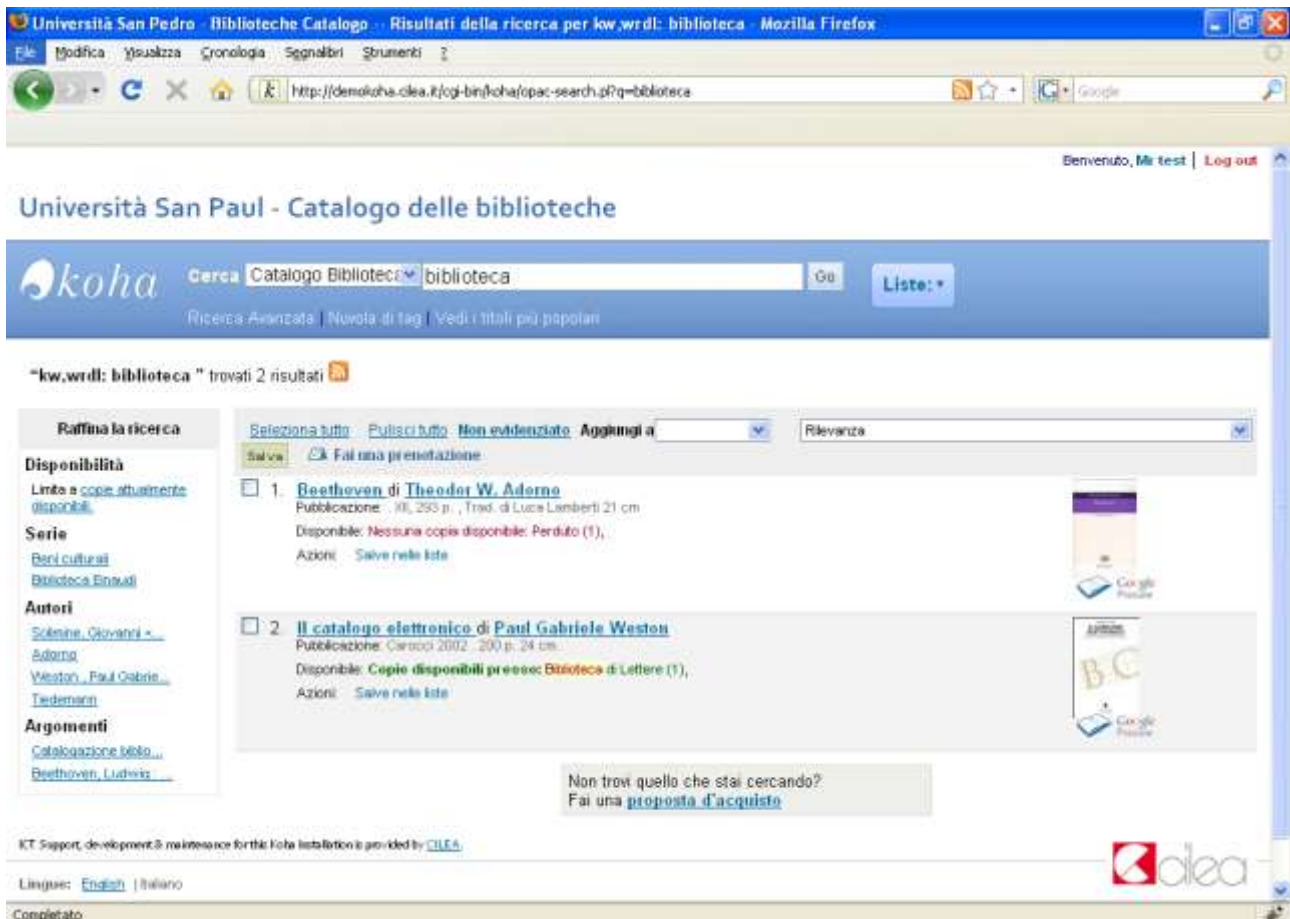 Università San Pedro - Biblioteche Catalogo -- Risultati della ricerca per kw,wrdl: biblioteca - Mozilla Firefox
File Modifica Visualizza Cronologia Segnalibri Strumenti ?
http://demokoha.cilea.it/cgi-bin/koha/opac-search.pl?q=biblioteca
Google
Benvenuto, Mr test | Log out
Università San Paul - Catalogo delle biblioteche
koha Cerca Catalogo Biblioteca biblioteca Go Liste:
Ricerca Avanzata | Nuvola di tag | Vedi i titoli più popolari
"kw,wrdl: biblioteca " trovati 2 risultati
Raffina la ricerca
Disponibilità
Limita a copie attualmente
disponibili.
Serie
Beni culturali
Biblioteca Einaudi
Autori
Solimine, Giovanni <...
Adorno
Weston , Paul Gabrie...
Tiedemann
Argomenti
Catalogazione biblio...
Beethoven, Ludwig ...
Seleziona tutto Pulisci tutto Non evidenziato Aggiungi a Rilevanza
Salva Fai una prenotazione
1. Beethoven di Theodor W. Adorno
Pubblicazione: . XII, 293 p. , Trad. di Luca Lamberti 21 cm
Disponibile: Nessuna copia disponibile: Perduto (1),
Azioni: Salve nelle liste
Google Preview
2. Il catalogo elettronico di Paul Gabriele Weston
Pubblicazione: Carocci 2002 . 200 p. 24 cm.
Disponibile: Copie disponibili presso: Biblioteca di Lettere (1),
Azioni: Salve nelle liste
B C
Google Preview
Non trovi quello che stai cercando?
Fai una proposta d'acquisto
ICT Support, development & maintenance for this Koha Installation is provided by CILEA.
cilea
Lingue: English | Italiano
Completato